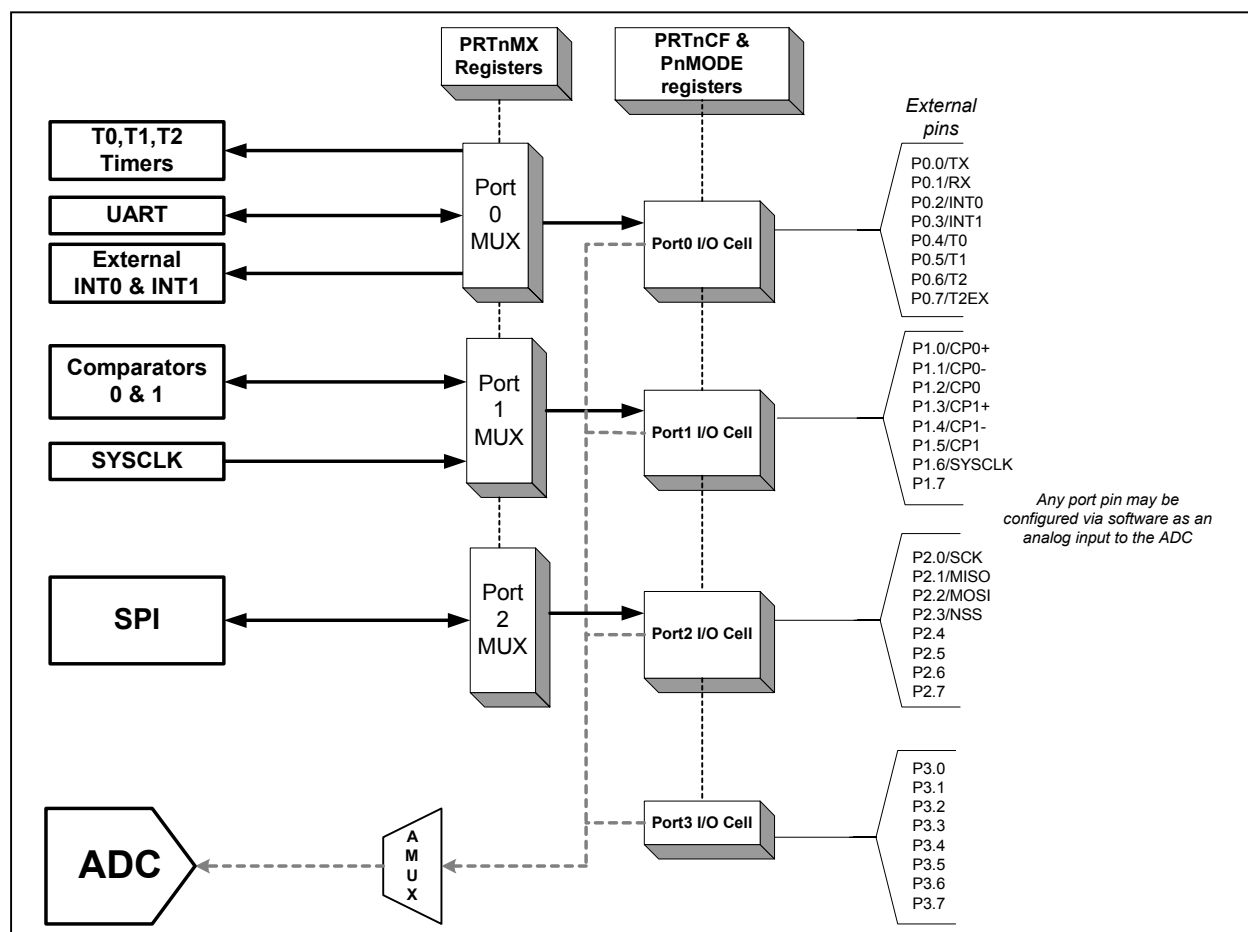 PRTnMX
Registers
PRTnCF &
PnMODE
registers
External
pins
T0,T1,T2
Timers
UART
External
INT0 & INT1
Port
0
MUX
Port0 I/O Cell
P0.0/TX
P0.1/RX
P0.2/INT0
P0.3/INT1
P0.4/T0
P0.5/T1
P0.6/T2
P0.7/T2EX
Comparators
0 & 1
SYSCLK
Port
1
MUX
Port1 I/O Cell
P1.0/CP0+
P1.1/CP0-
P1.2/CP0
P1.3/CP1+
P1.4/CP1-
P1.5/CP1
P1.6/SYSCLK
P1.7
Any port pin may be
configured via software as an
analog input to the ADC
SPI
Port
2
MUX
Port2 I/O Cell
P2.0/SCK
P2.1/MISO
P2.2/MOSI
P2.3/NSS
P2.4
P2.5
P2.6
P2.7
ADC
A
M
U
X
Port3 I/O Cell
P3.0
P3.1
P3.2
P3.3
P3.4
P3.5
P3.6
P3.7